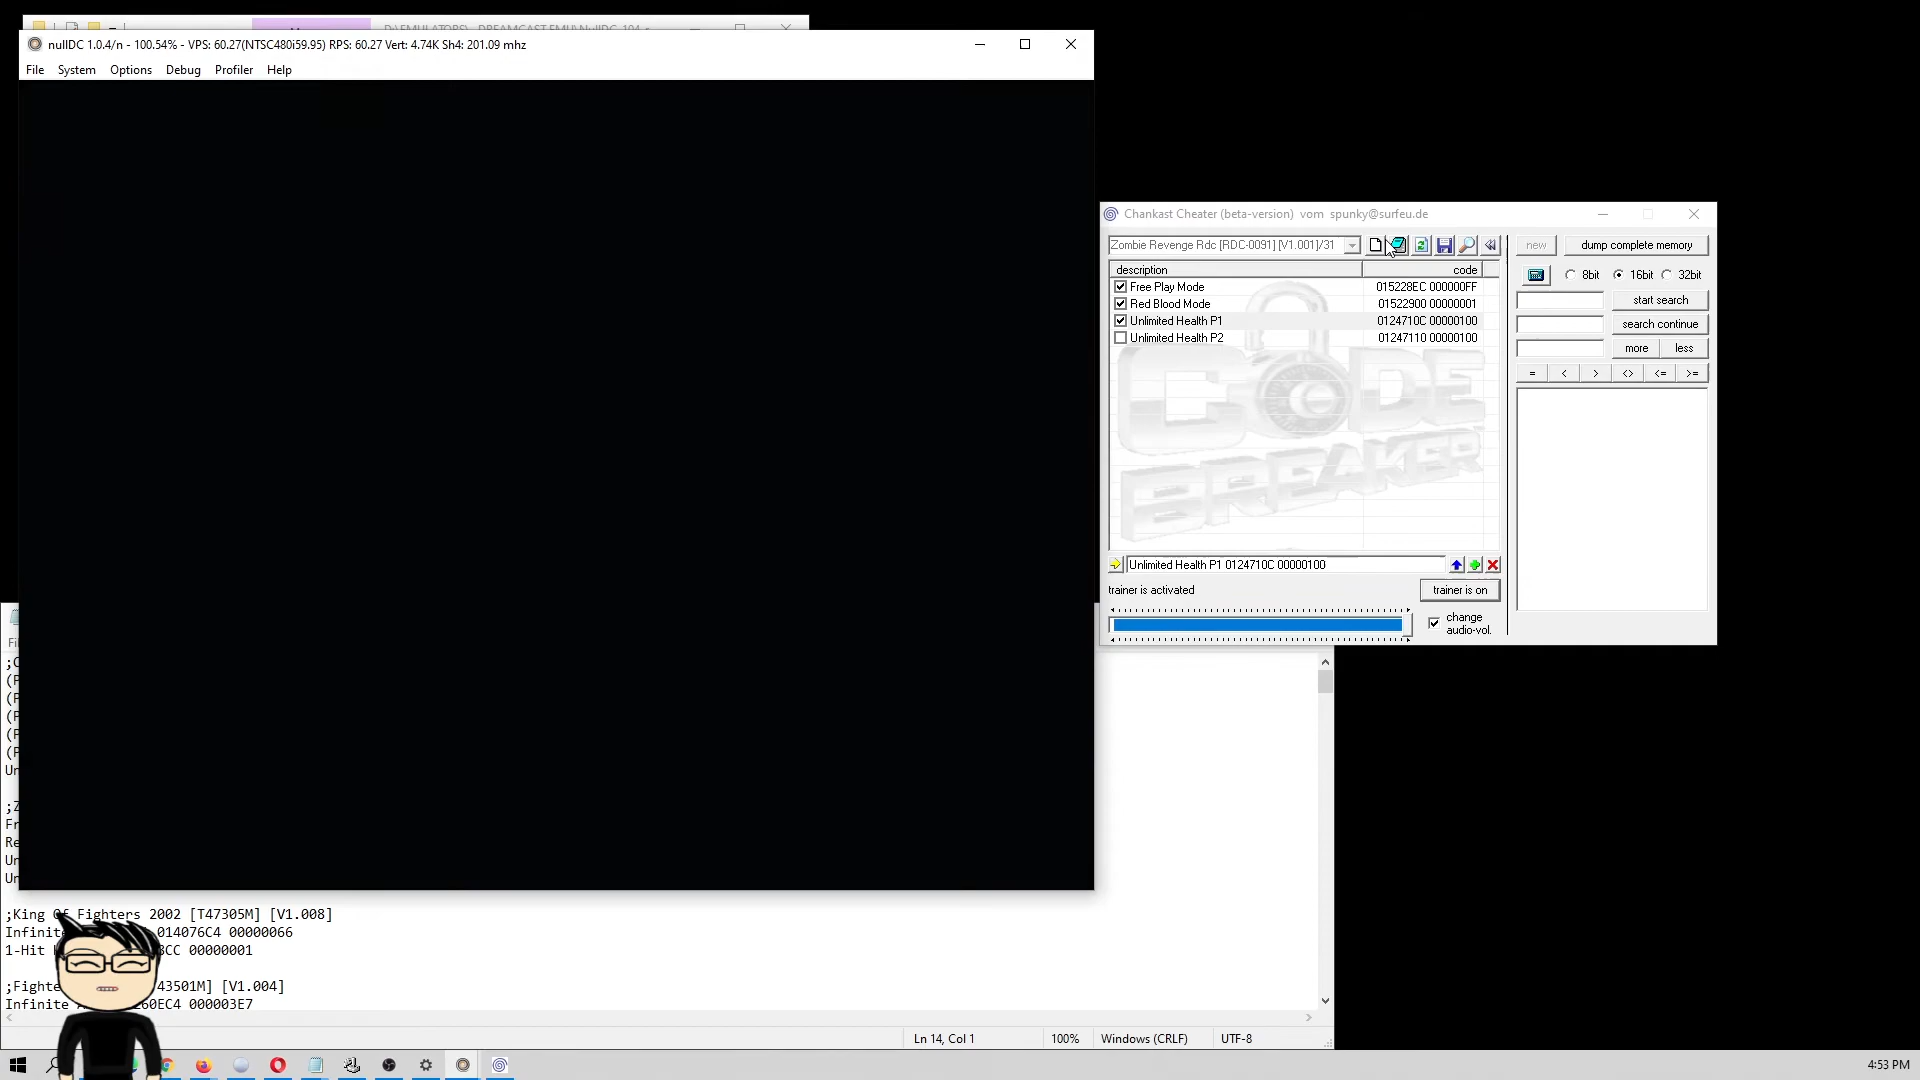 nullDC 1.0.4/n - 100.54% - VPS: 60.27(NTSC480i59.95) RPS: 60.27 Vert: 4.74K Sh4: 201.09 mhz
File System Options Debug Profiler Help
Chankast Cheater (beta-version) vom spunky@surfeu.de
Zombie Revenge Rdc [RDC-0091] [V1.001]/31
new
dump complete memory
description code
Free Play Mode 015228EC 000000FF
Red Blood Mode 01522900 00000001
Unlimited Health P1 0124710C 00000100
Unlimited Health P2 01247110 00000100
CODE
BREAKER
8bit 16bit 32bit
start search
search continue
more less
= < > <> <= >=
Unlimited Health P1 0124710C 00000100
trainer is activated
trainer is on
change
audio-vol.
;King Of Fighters 2002 [T47305M] [V1.008]
Infinite 014076C4 00000066
1-Hit 00000001
43501M] [V1.004]
Infinite 000003E7
Ln 14, Col 1 100% Windows (CRLF) UTF-8
4:53 PM